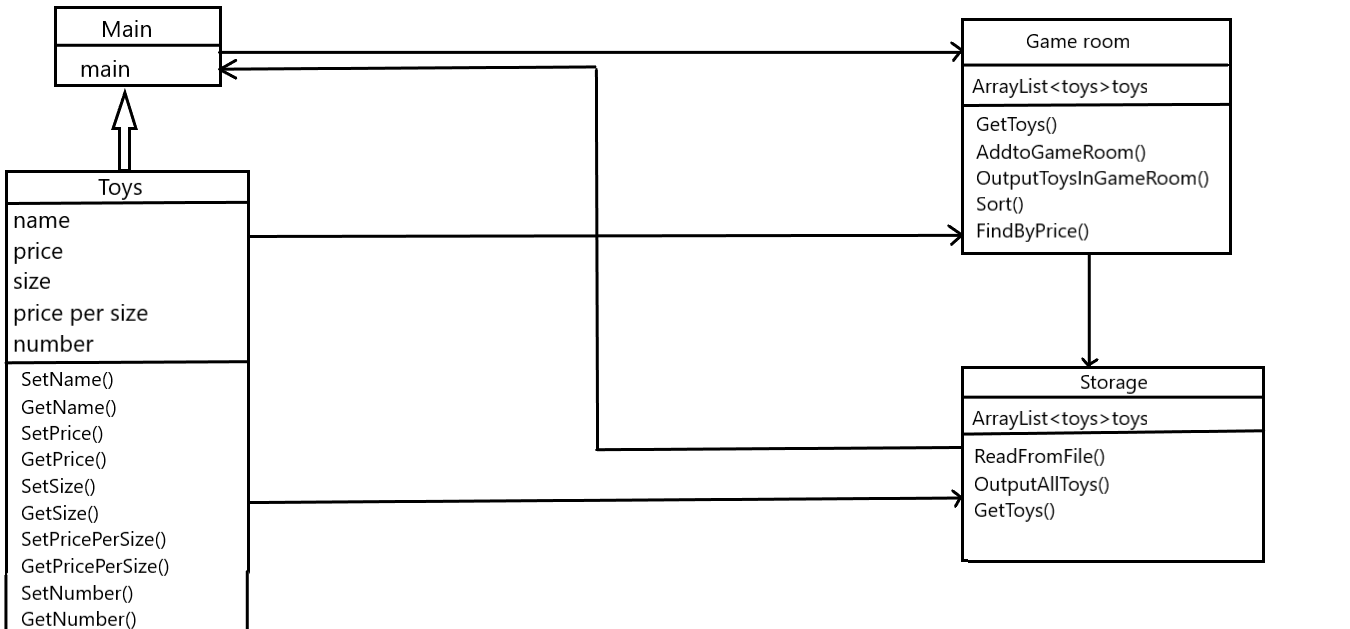 Main
main
Toys
name
price
size
price per size
number
SetName()
GetName()
SetPrice()
GetPrice()
SetSize()
GetSize()
SetPricePerSize()
GetPricePerSize()
SetNumber()
GetNumber()
Game room
ArrayList<toys>toys
GetToys()
AddtoGameRoom()
OutputToysInGameRoom()
Sort()
FindByPrice()
Storage
ArrayList<toys>toys
ReadFromFile()
OutputAllToys()
GetToys()